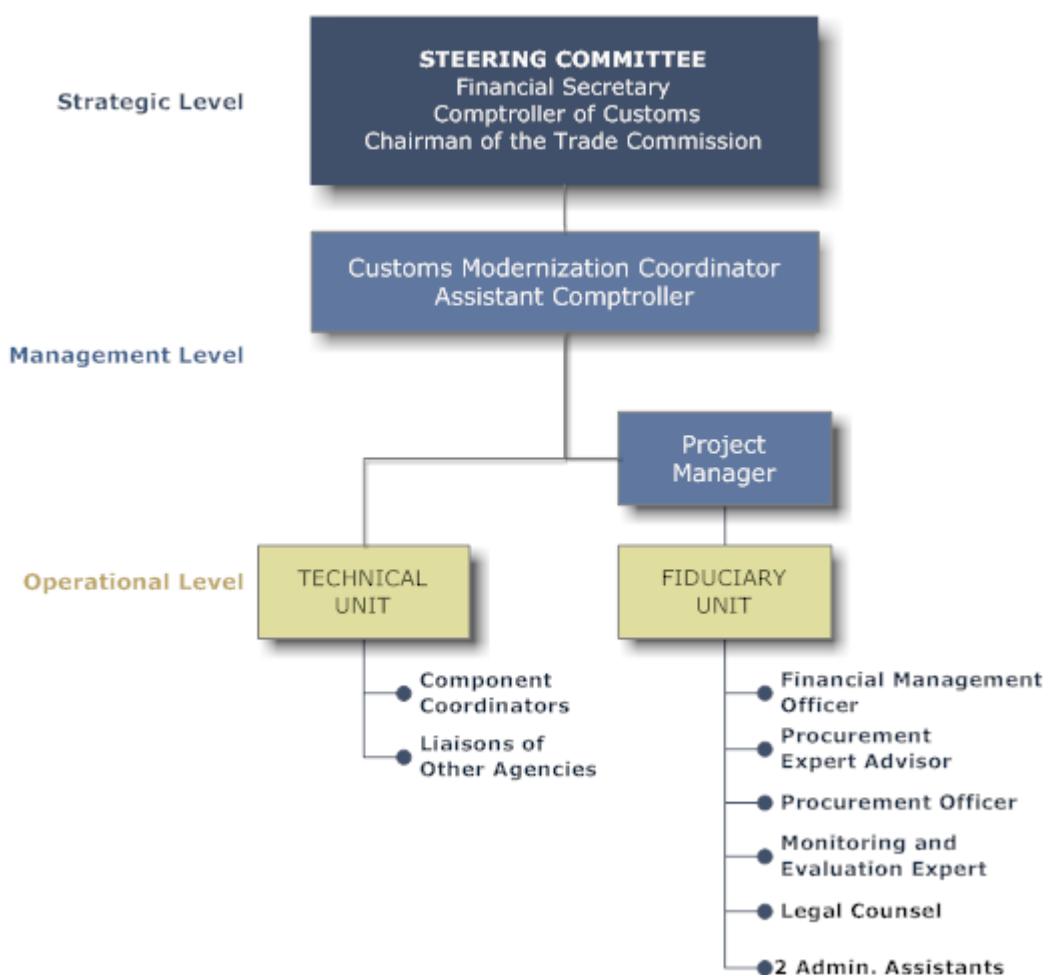 Strategic Level
STEERING COMMITTEE
Financial Secretary
Comptroller of Customs
Chairman of the Trade Commission
Customs Modernization Coordinator
Assistant Comptroller
Management Level
Project
Manager
Operational Level
TECHNICAL
UNIT
Component
Coordinators
Liaisons of
Other Agencies
FIDUCIARY
UNIT
Financial Management
Officer
Procurement
Expert Advisor
Procurement Officer
Monitoring and
Evaluation Expert
Legal Counsel
2 Admin. Assistants